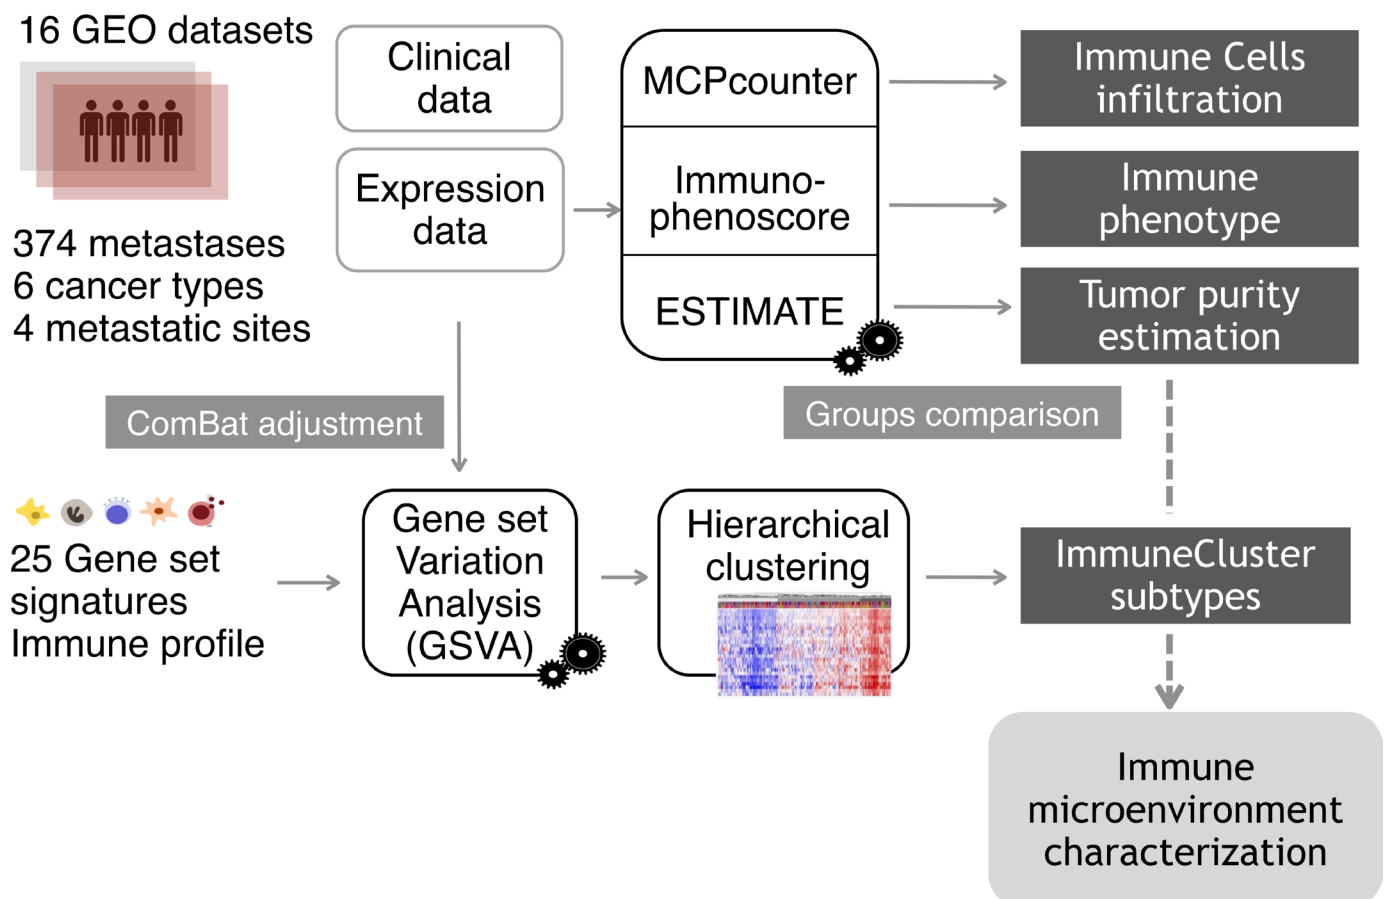 16 GEO datasets
374 metastases
6 cancer types
4 metastatic sites
Clinical
data
Expression
data
MCPcounter
Immuno-
phenoscore
ESTIMATE
Immune Cells
infiltration
Immune
phenotype
Tumor purity
estimation
ComBat adjustment
Groups comparison
25 Gene set
signatures
Immune profile
Gene set
Variation
Analysis
(GSVA)
Hierarchical
clustering
ImmuneCluster
subtypes
Immune
microenvironment
characterization